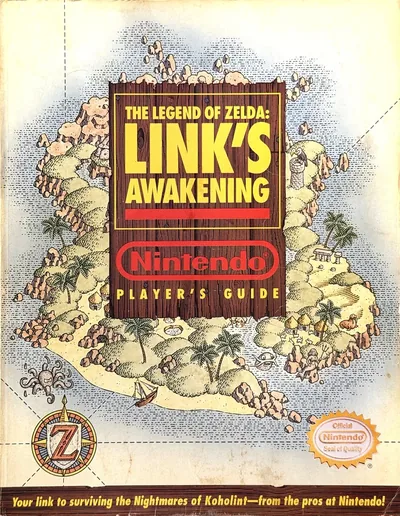 THE LEGEND OF ZELDA:
LINK'S
AWAKENING
Nintendo
PLAYER'S GUIDE
Z
Official
Nintendo
Seal of Quality
®
Your link to surviving the Nightmares of Koholint—from the pros at Nintendo!